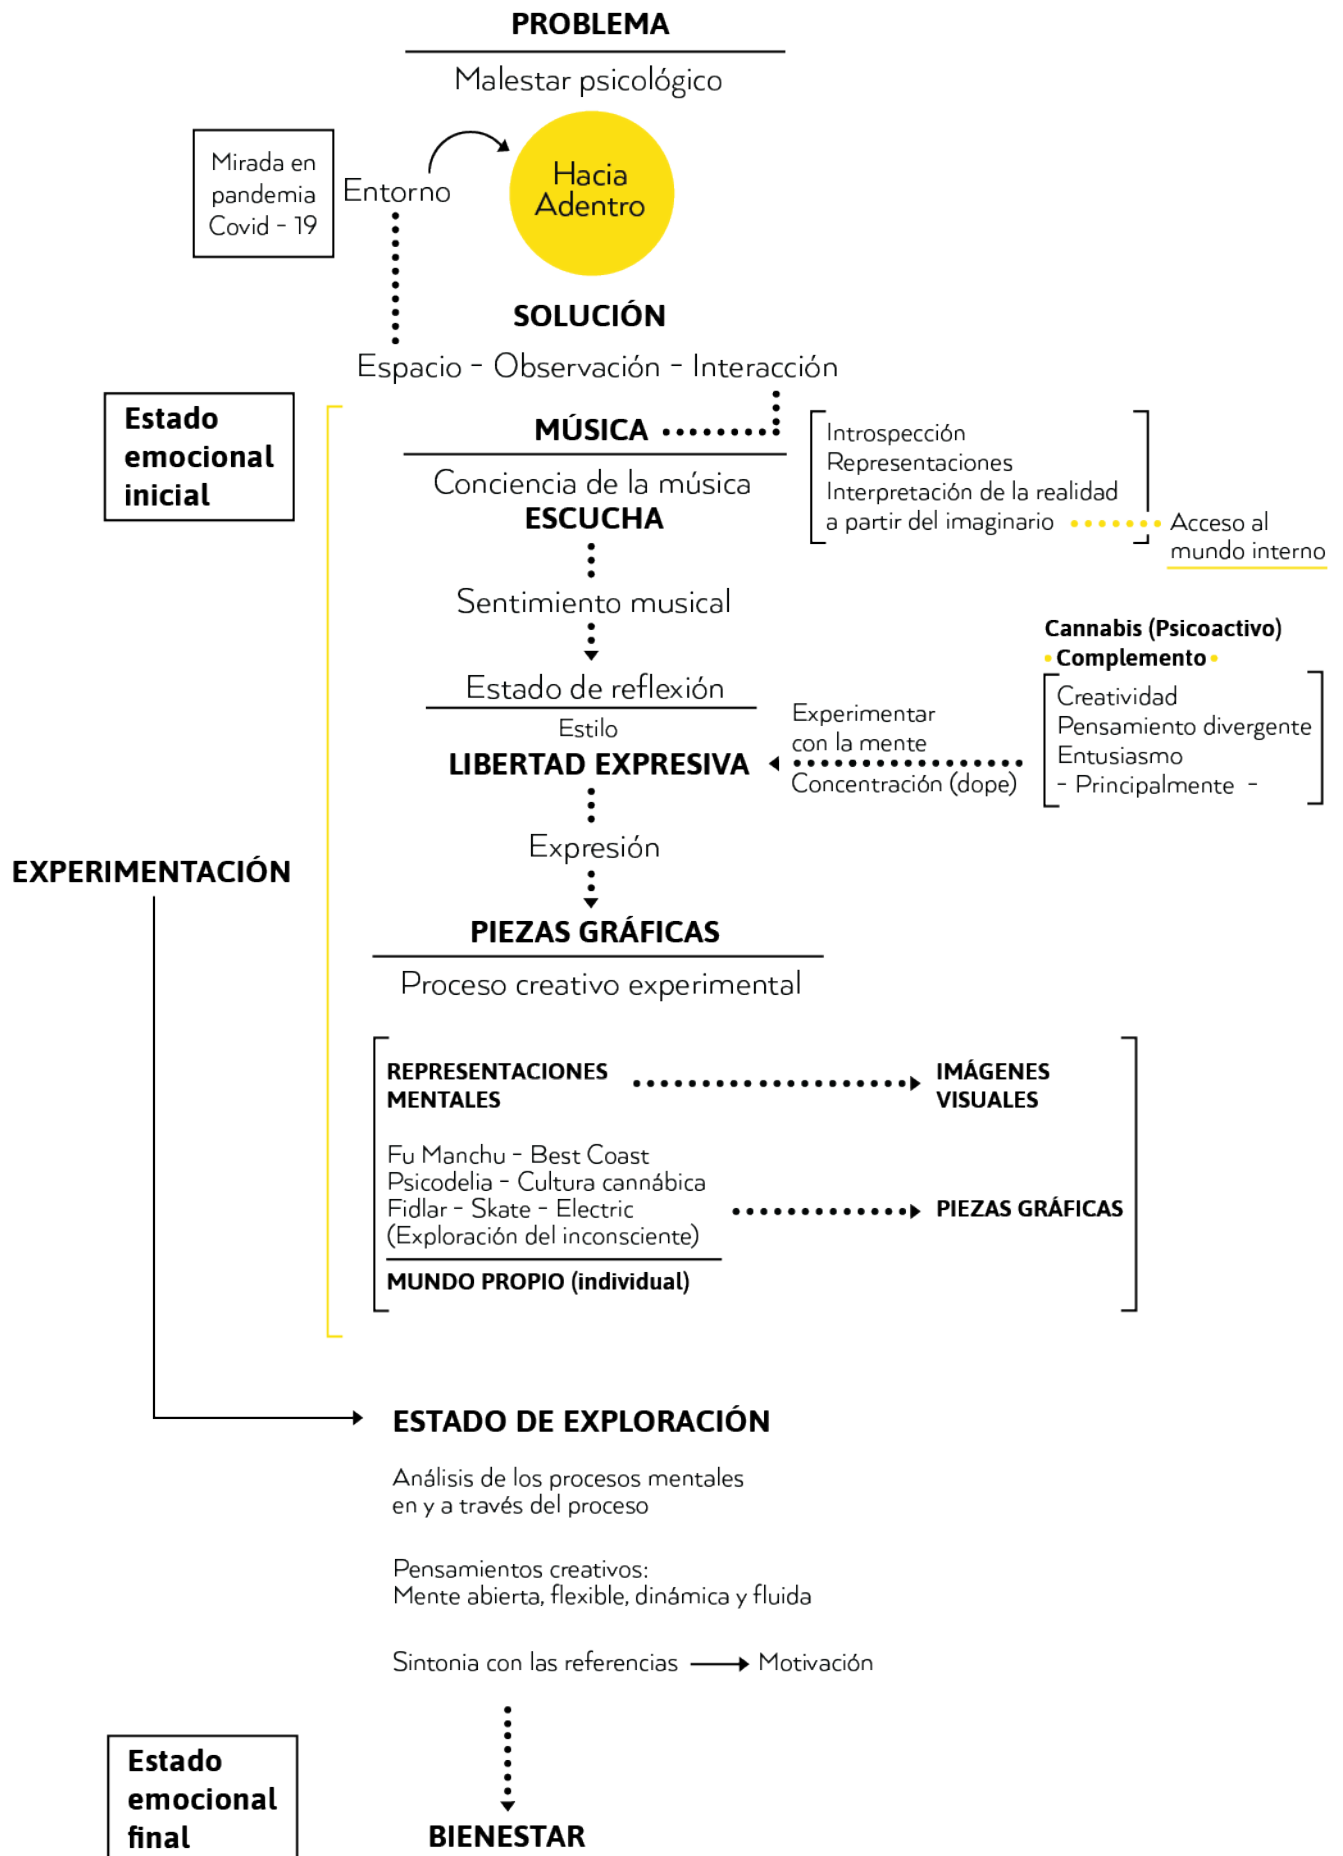 PROBLEMA
Malestar psicológico
Mirada en
pandemia
Covid - 19
Entorno
Hacia
Adentro
SOLUCIÓN
Espacio - Observación - Interacción
Estado
emocional
inicial
MÚSICA
Conciencia de la música
ESCUCHA
Introspección
Representaciones
Interpretación de la realidad
a partir del imaginario
Acceso al
mundo interno
Sentimiento musical
Estado de reflexión
Estilo
LIBERTAD EXPRESIVA
Experimentar
con la mente
Concentración (dope)
Cannabis (Psicoactivo)
• Complemento •
Creatividad
Pensamiento divergente
Entusiasmo
- Principalmente -
Expresión
EXPERIMENTACIÓN
PIEZAS GRÁFICAS
Proceso creativo experimental
REPRESENTACIONES
MENTALES
IMÁGENES
VISUALES
Fu Manchu - Best Coast
Psicodelia - Cultura cannábica
Fidlar - Skate - Electric
(Exploración del inconsciente)
PIEZAS GRÁFICAS
MUNDO PROPIO (individual)
ESTADO DE EXPLORACIÓN
Análisis de los procesos mentales
en y a través del proceso
Pensamientos creativos:
Mente abierta, flexible, dinámica y fluida
Sintonia con las referencias
Motivación
Estado
emocional
final
BIENESTAR